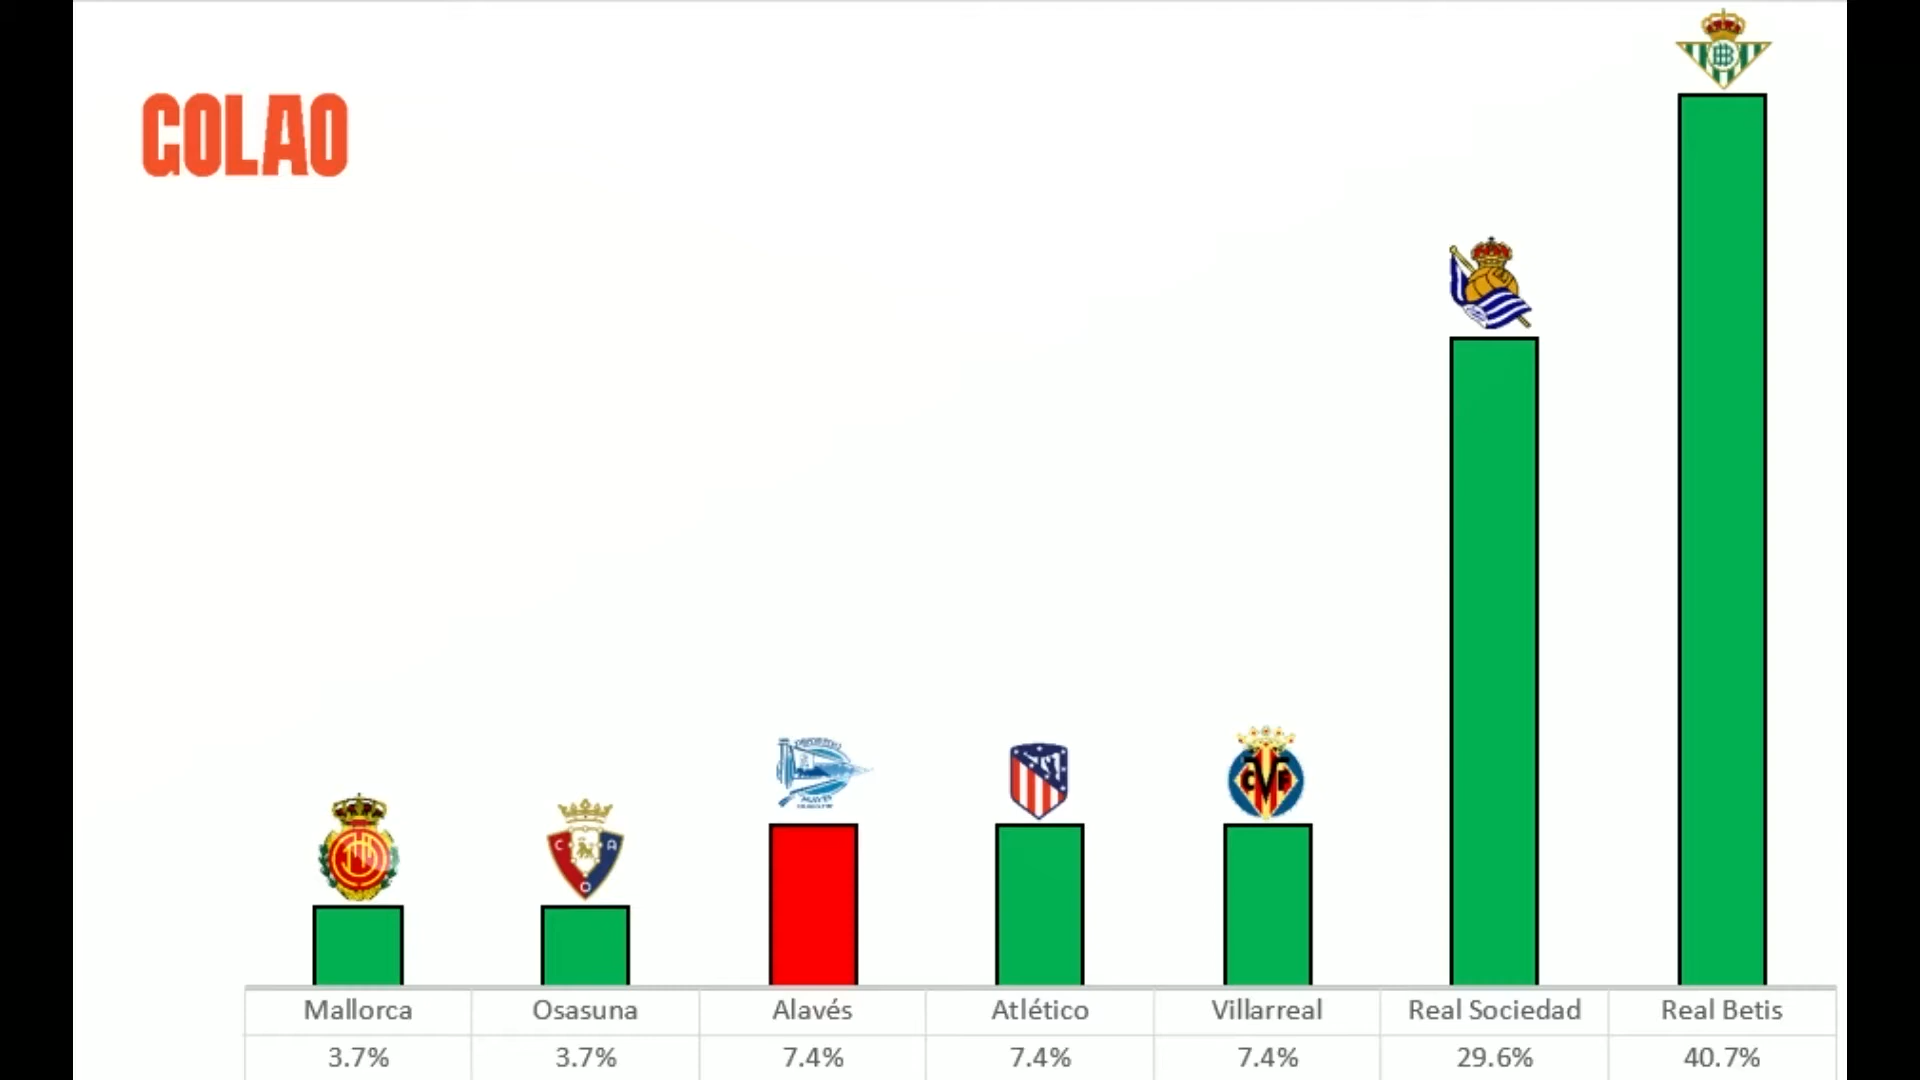 GOLAO
Mallorca Osasuna Alavés Atlético Villarreal Real Sociedad Real Betis
3.7% 3.7% 7.4% 7.4% 7.4% 29.6% 40.7%